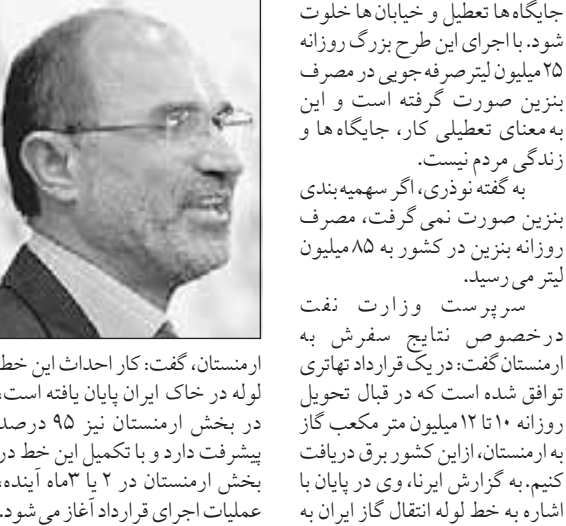 جایگاه‌ها تعطیل و خیابان‌ها خلوت
شود. با اجرای این طرح بزرگ روزانه
۲۵ میلیون لیتر صرفه‌جویی در مصرف
بنزین صورت گرفته است و این
به معنای تعطیلی کار، جایگاه‌ها و
زندگی مردم نیست.
به گفته نوذری، اگر سهمیه‌بندی
بنزین صورت نمی‌گرفت، مصرف
روزانه بنزین در کشور به ۸۵ میلیون
لیتر می‌رسید.
سرپرست وزارت نفت
درخصوص نتایج سفرش به
ارمنستان گفت: در یک قرارداد تهاتری
توافق شده است که در قبال تحویل
روزانه ۱۰ تا ۱۲ میلیون متر مکعب گاز
به ارمنستان، ازاین کشور برق دریافت
کنیم. به گزارش ایرنا، وی در پایان با
اشاره به خط لوله انتقال گاز ایران به
ارمنستان، گفت: کار احداث این خط
لوله در خاک ایران پایان یافته است،
در بخش ارمنستان نیز ۹۵ درصد
پیشرفت دارد و با تکمیل این خط در
بخش ارمنستان در ۲ یا ۳ ماه آینده،
عملیات اجرای قرارداد آغاز می‌شود.